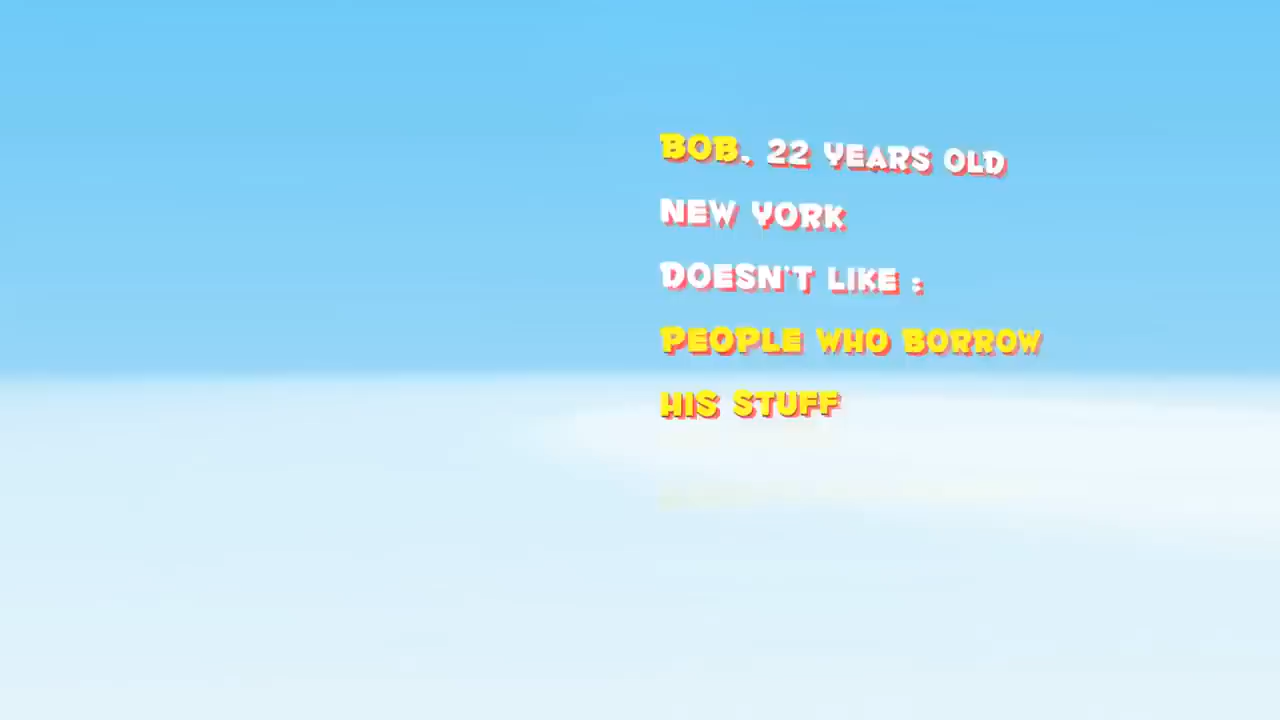 BOB, 22 YEARS OLD
NEW YORK
DOESN'T LIKE :
PEOPLE WHO BORROW
HIS STUFF